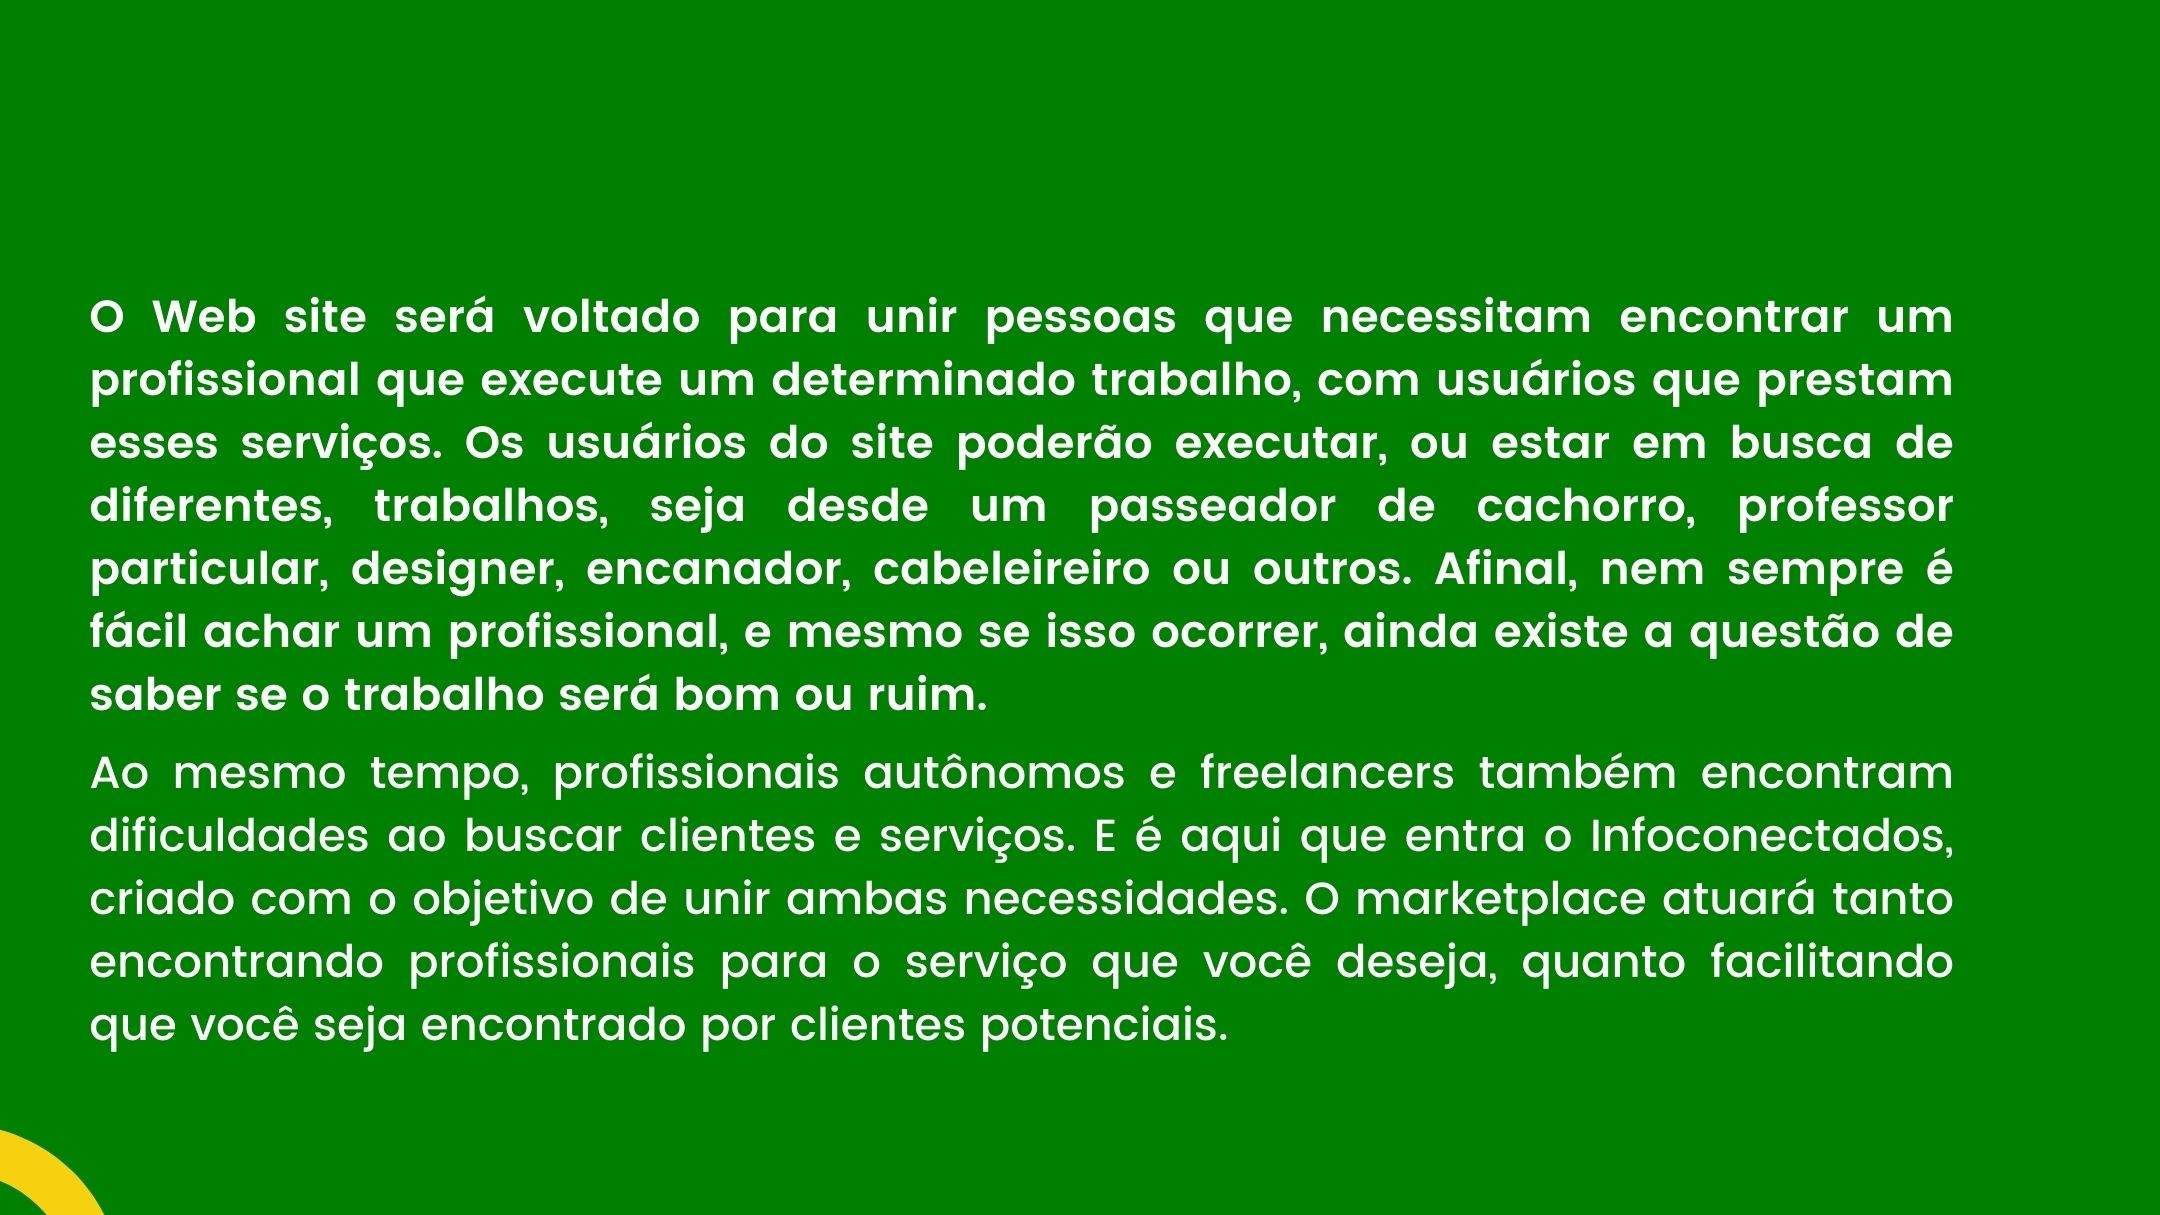 O Web site será voltado para unir pessoas que necessitam encontrar um
profissional que execute um determinado trabalho, com usuários que prestam
esses serviços. Os usuários do site poderão executar, ou estar em busca de
diferentes, trabalhos, seja desde um passeador de cachorro, professor
particular, designer, encanador, cabeleireiro ou outros. Afinal, nem sempre é
fácil achar um profissional, e mesmo se isso ocorrer, ainda existe a questão de
saber se o trabalho será bom ou ruim.
Ao mesmo tempo, profissionais autônomos e freelancers também encontram
dificuldades ao buscar clientes e serviços. E é aqui que entra o Infoconectados,
criado com o objetivo de unir ambas necessidades. O marketplace atuará tanto
encontrando profissionais para o serviço que você deseja, quanto facilitando
que você seja encontrado por clientes potenciais.